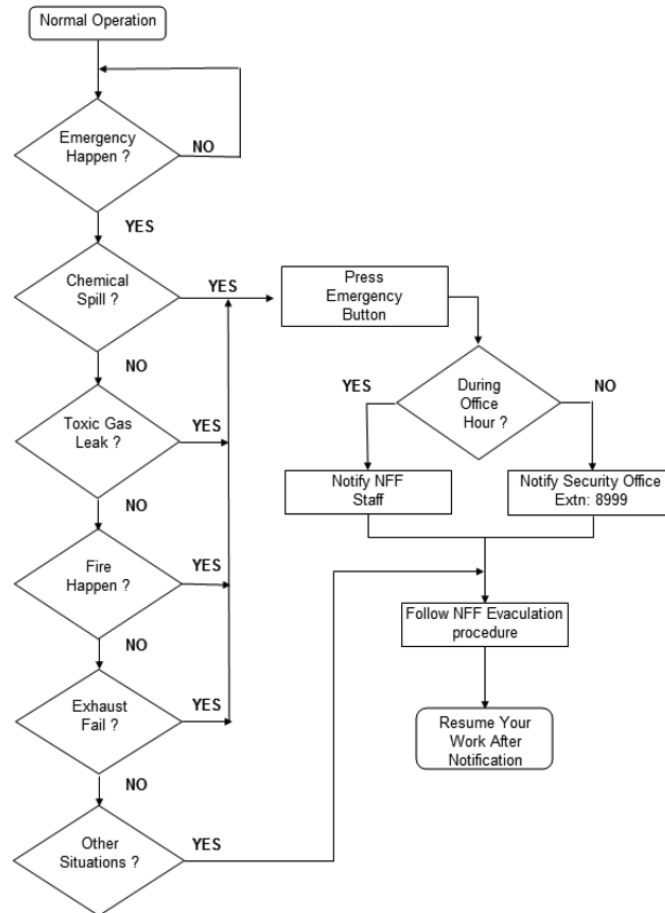 Normal Operation
Emergency
Happen ?
NO
YES
Chemical
Spill ?
YES
Press
Emergency
Button
NO
YES
During
Office
Hour ?
NO
Toxic Gas
Leak ?
YES
Notify NFF
Staff
Notify Security Office
Extn: 8999
NO
Fire
Happen ?
YES
Follow NFF Evaculation
procedure
NO
Exhaust
Fail ?
YES
Resume Your
Work After
Notification
NO
Other
Situations ?
YES